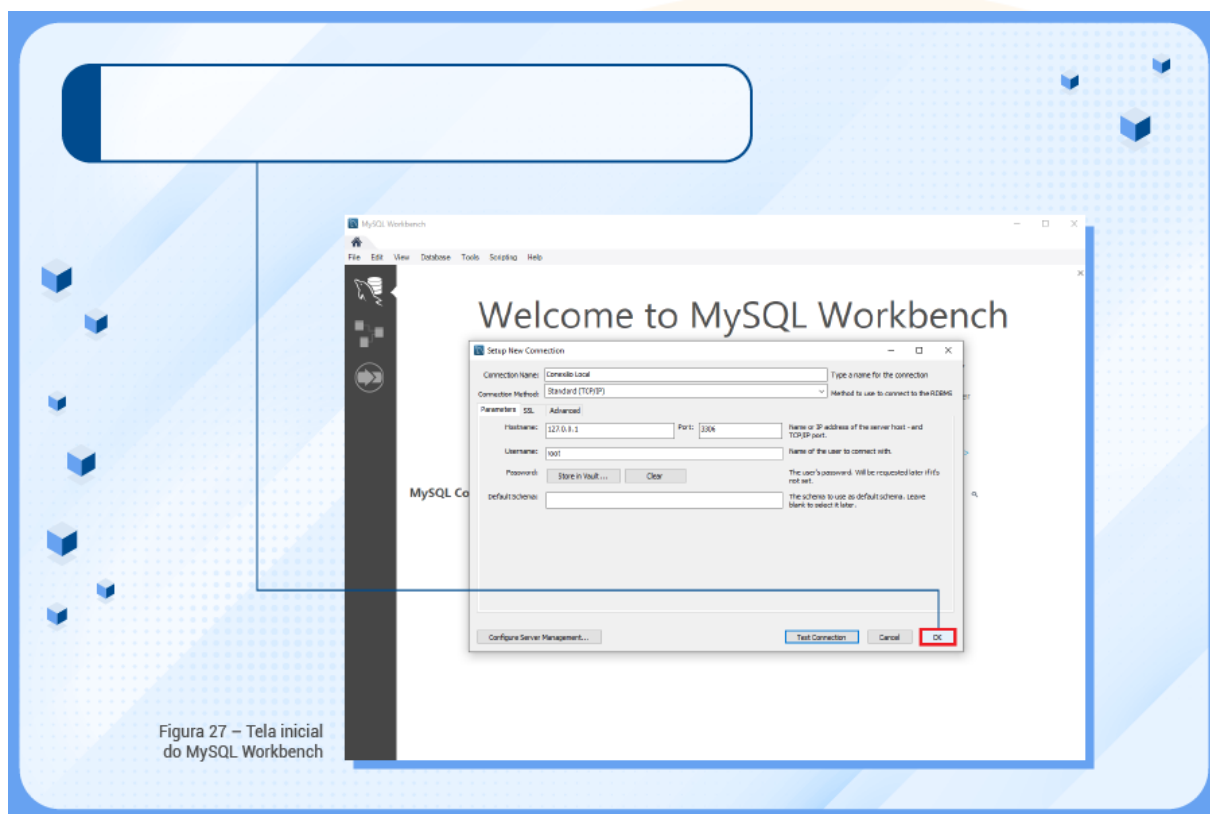 MySQL Workbench
File Edit View Database Tools Scripting Help
Welcome to MySQL Workbench
Setup New Connection
Connection Name: Conexão Local Type a name for the connection
Connection Method: Standard (TCP/IP) Method to use to connect to the RDBMS
Parameters SSL Advanced
Hostname: 127.0.0.1 Port: 3306 Name or IP address of the server host - and
TCP/IP port.
Username: root Name of the user to connect with.
Password: Store in Vault ... Clear The user's password. Will be requested later if it's
not set.
MySQL Co
Default Schema: The schema to use as default schema. Leave
blank to select it later.
Configure Server Management... Test Connection Cancel OK
Figura 27 – Tela inicial
do MySQL Workbench